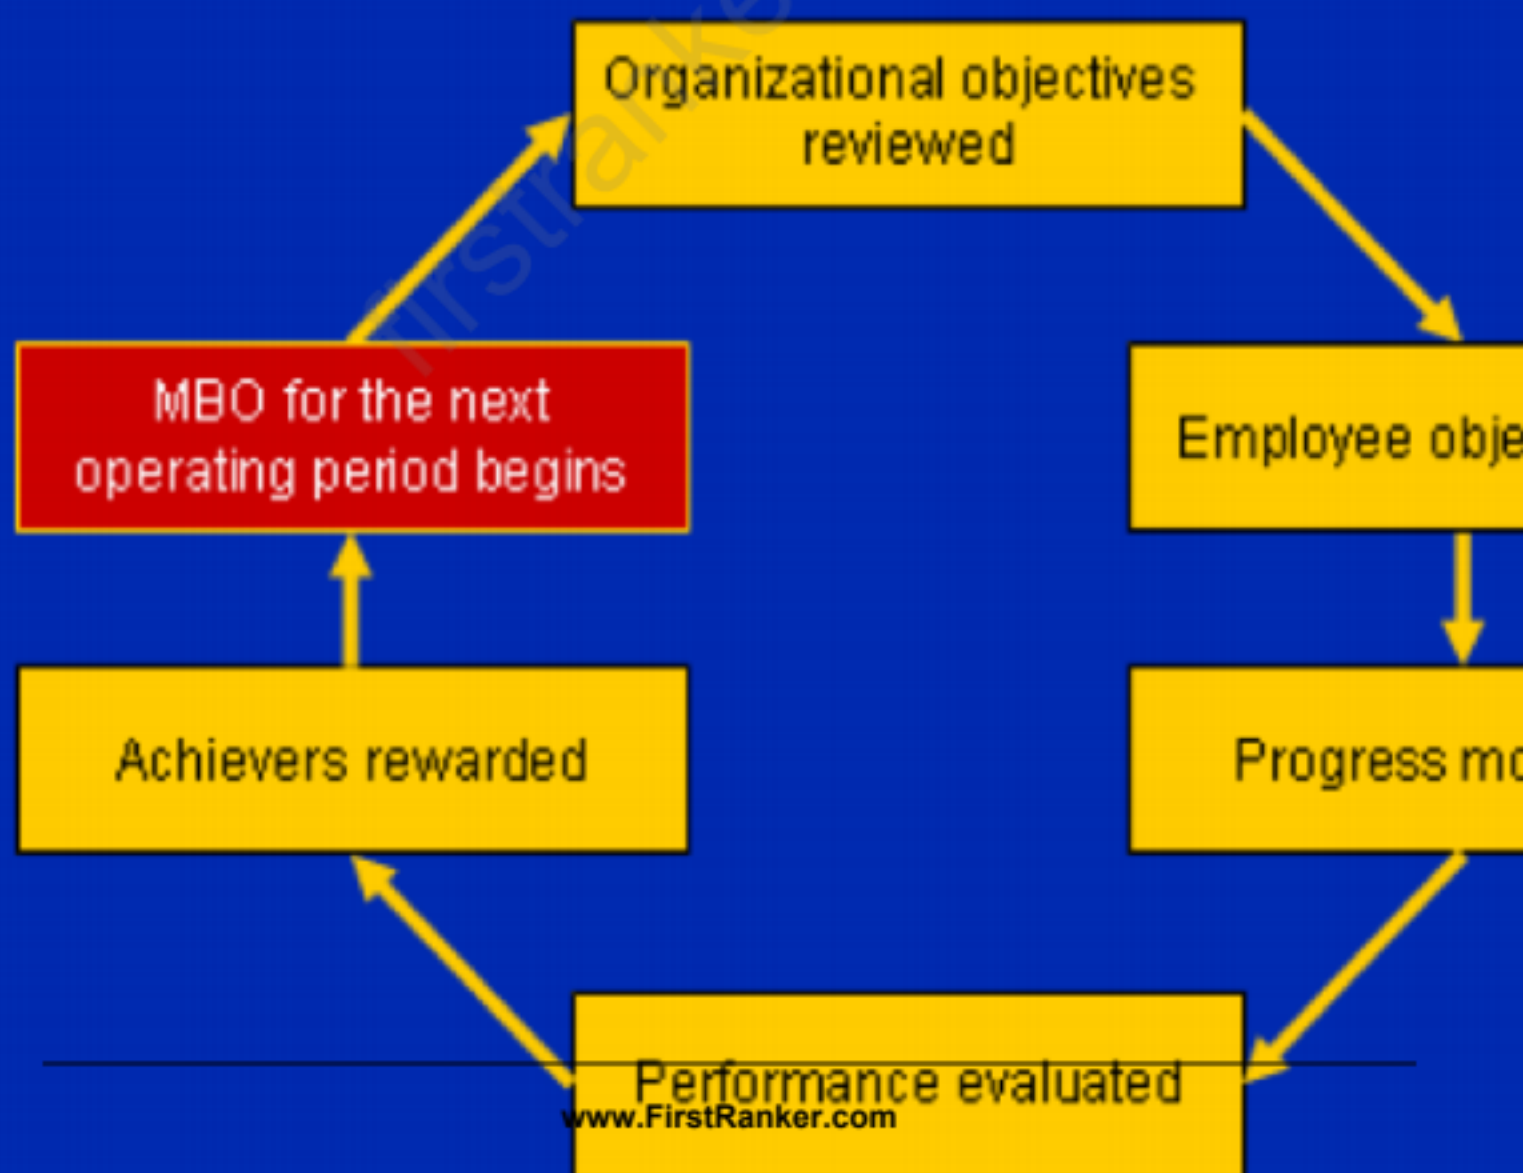 Organizational objectives
reviewed
MBO for the next
operating period begins
Employee obje
Achievers rewarded
Progress mo
Performance evaluated
www.FirstRanker.com
firstranke